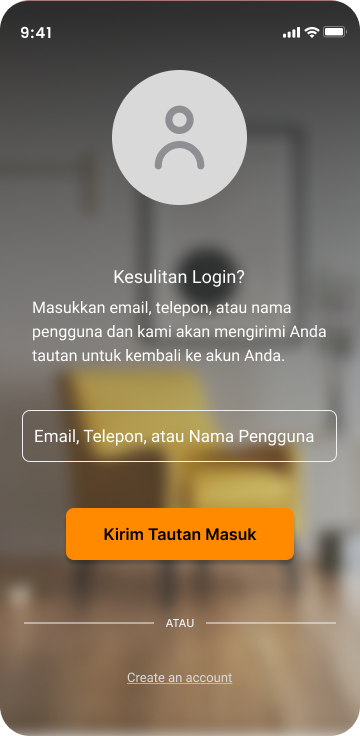 9:41
Kesulitan Login?
Masukkan email, telepon, atau nama
pengguna dan kami akan mengirimi Anda
tautan untuk kembali ke akun Anda.
Email, Telepon, atau Nama Pengguna
Kirim Tautan Masuk
ATAU
Create an account